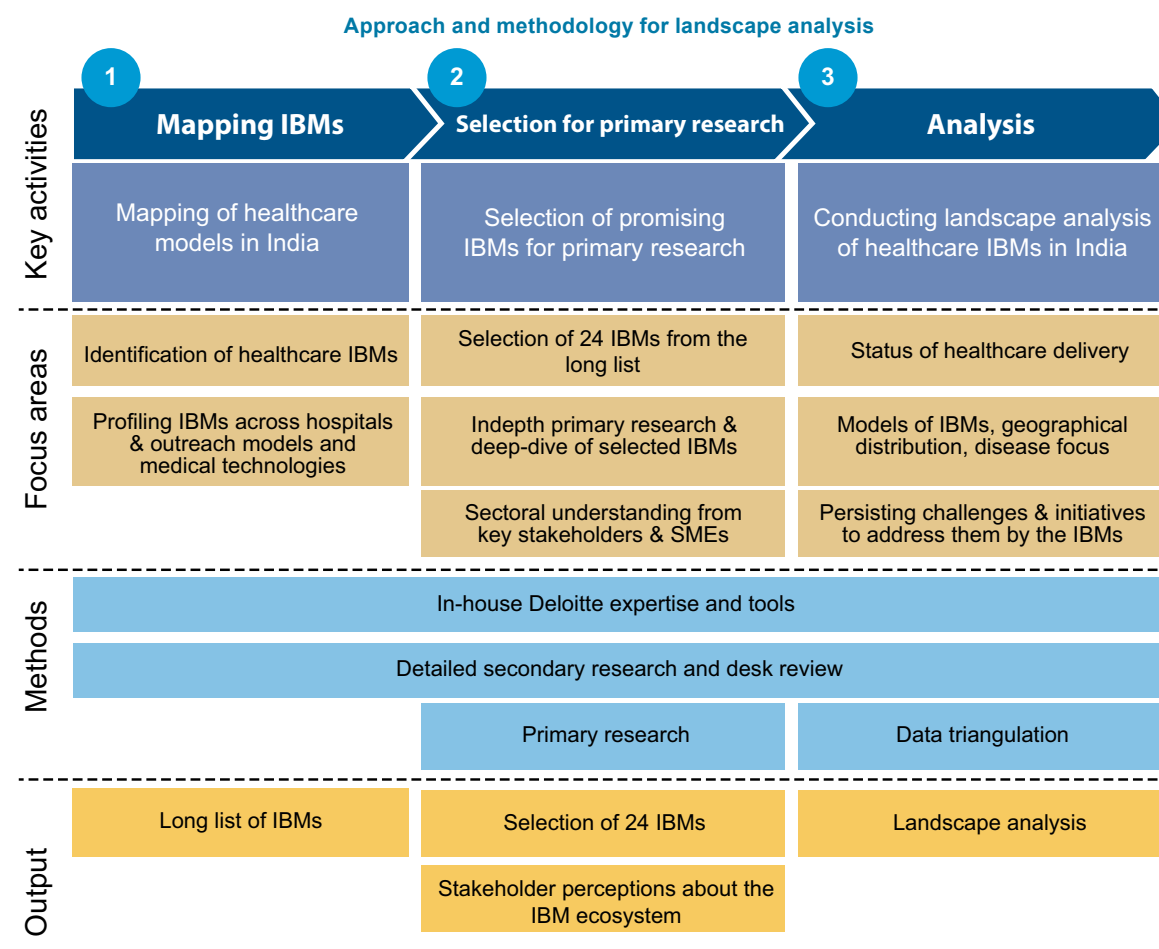 Approach and methodology for landscape analysis
1
2
3
Mapping IBMs
Selection for primary research
Analysis
Key activities
Mapping of healthcare
models in India
Selection of promising
IBMs for primary research
Conducting landscape analysis
of healthcare IBMs in India
Focus areas
Identification of healthcare IBMs
Selection of 24 IBMs from the
long list
Status of healthcare delivery
Profiling IBMs across hospitals
& outreach models and
medical technologies
Indepth primary research &
deep-dive of selected IBMs
Models of IBMs, geographical
distribution, disease focus
Sectoral understanding from
key stakeholders & SMEs
Persisting challenges & initiatives
to address them by the IBMs
Methods
In-house Deloitte expertise and tools
Detailed secondary research and desk review
Primary research
Data triangulation
Output
Long list of IBMs
Selection of 24 IBMs
Landscape analysis
Stakeholder perceptions about the
IBM ecosystem